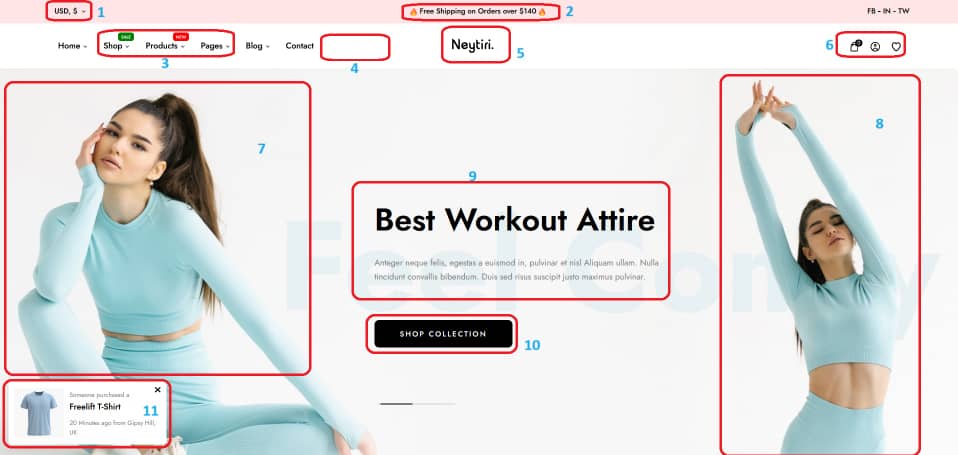 USD, $
1
🔥 Free Shipping on Orders over $140 🔥
2
FB - IN - TW
SALE
NEW
Home
Shop
Products
Pages
Blog
Contact
Neytiri.
0
3
4
5
6
7
8
9
Feel Comfy
Best Workout Attire
Anteger neque felis, egestas a euismod in, pulvinar et nisl Aliquam ullam. Nulla
tincidunt convallis bibendum. Duis sed risus suscipit justo maximus pulvinar.
SHOP COLLECTION
10
Someone purchased a
Freelift T-Shirt
11
20 Minutes ago from Gipsy Hill,
UK